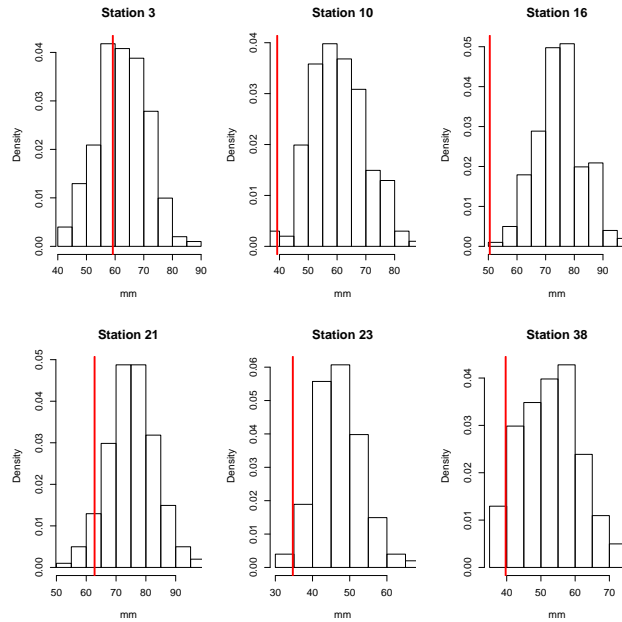 Station 3
Density
0.00 0.01 0.02 0.03 0.04
40 50 60 70 80 90
mm
Station 10
Density
0.00 0.01 0.02 0.03 0.04
40 50 60 70 80
mm
Station 16
Density
0.00 0.01 0.02 0.03 0.04 0.05
50 60 70 80 90
mm
Station 21
Density
0.00 0.01 0.02 0.03 0.04 0.05
50 60 70 80 90
mm
Station 23
Density
0.00 0.01 0.02 0.03 0.04 0.05 0.06
30 40 50 60
mm
Station 38
Density
0.00 0.01 0.02 0.03 0.04
40 50 60 70
mm